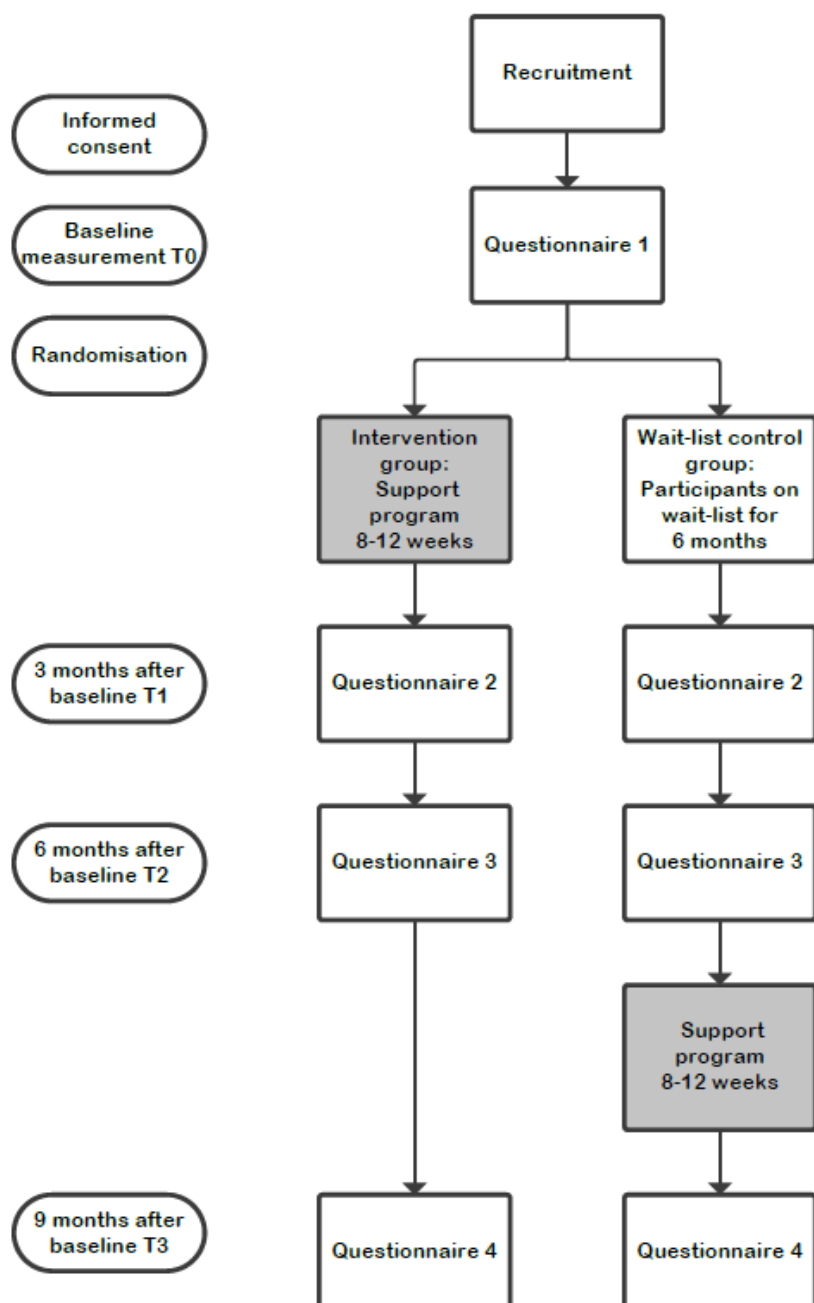 Recruitment
Informed
consent
Baseline
measurement T0
Questionnaire 1
Randomisation
Intervention
group:
Support
program
8-12 weeks
Wait-list control
group:
Participants on
wait-list for
6 months
3 months after
baseline T1
Questionnaire 2
Questionnaire 2
6 months after
baseline T2
Questionnaire 3
Questionnaire 3
Support
program
8-12 weeks
9 months after
baseline T3
Questionnaire 4
Questionnaire 4